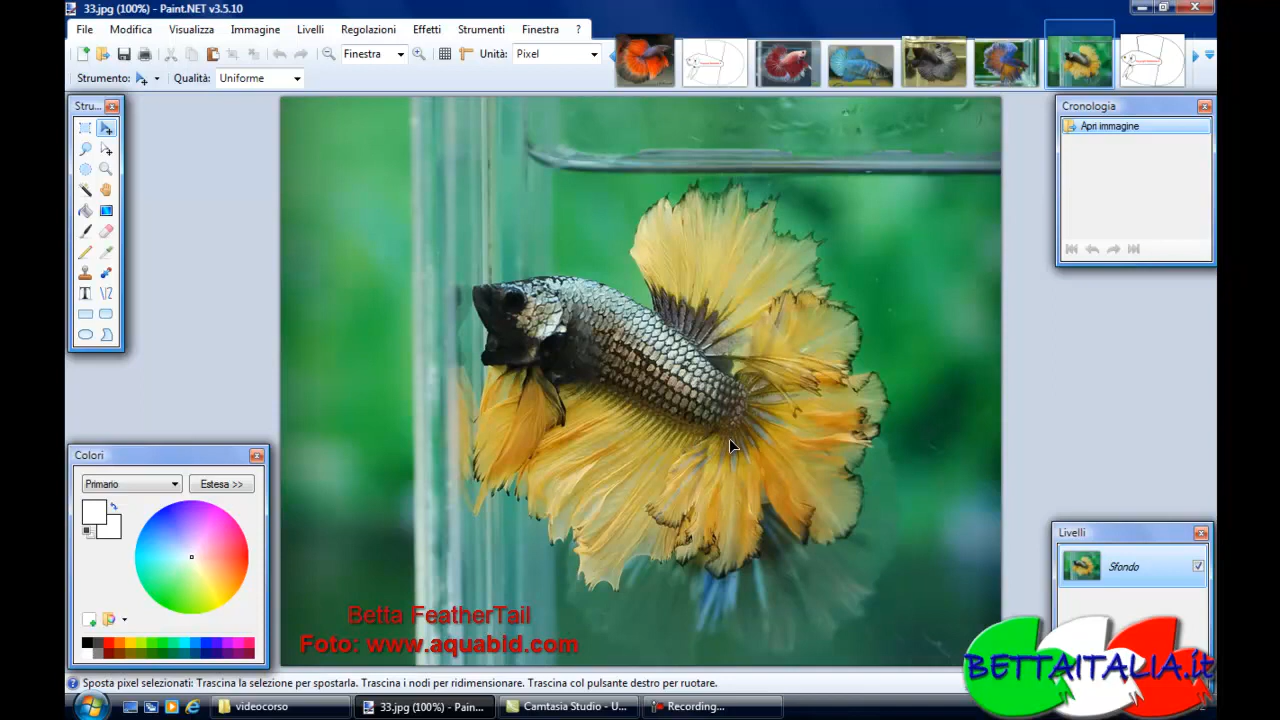 33.jpg (100%) - Paint.NET v3.5.10
File Modifica Visualizza Immagine Livelli Regolazioni Effetti Strumenti Finestra ?
Finestra Unità: Pixel
Strumento: Qualità: Uniforme
Stru...
Cronologia
Apri immagine
Colori
Primario Estesa >>
Livelli
Sfondo
Betta FeatherTail
Foto: www.aquabid.com
BETTAITALIA.it
Sposta pixel selezionati: Trascina la selezione per spostarla. Trascina i nodi per ridimensionare. Trascina col pulsante destro per ruotare.
videocorso 33.jpg (100%) - Pain... Camtasia Studio - U... Recording...